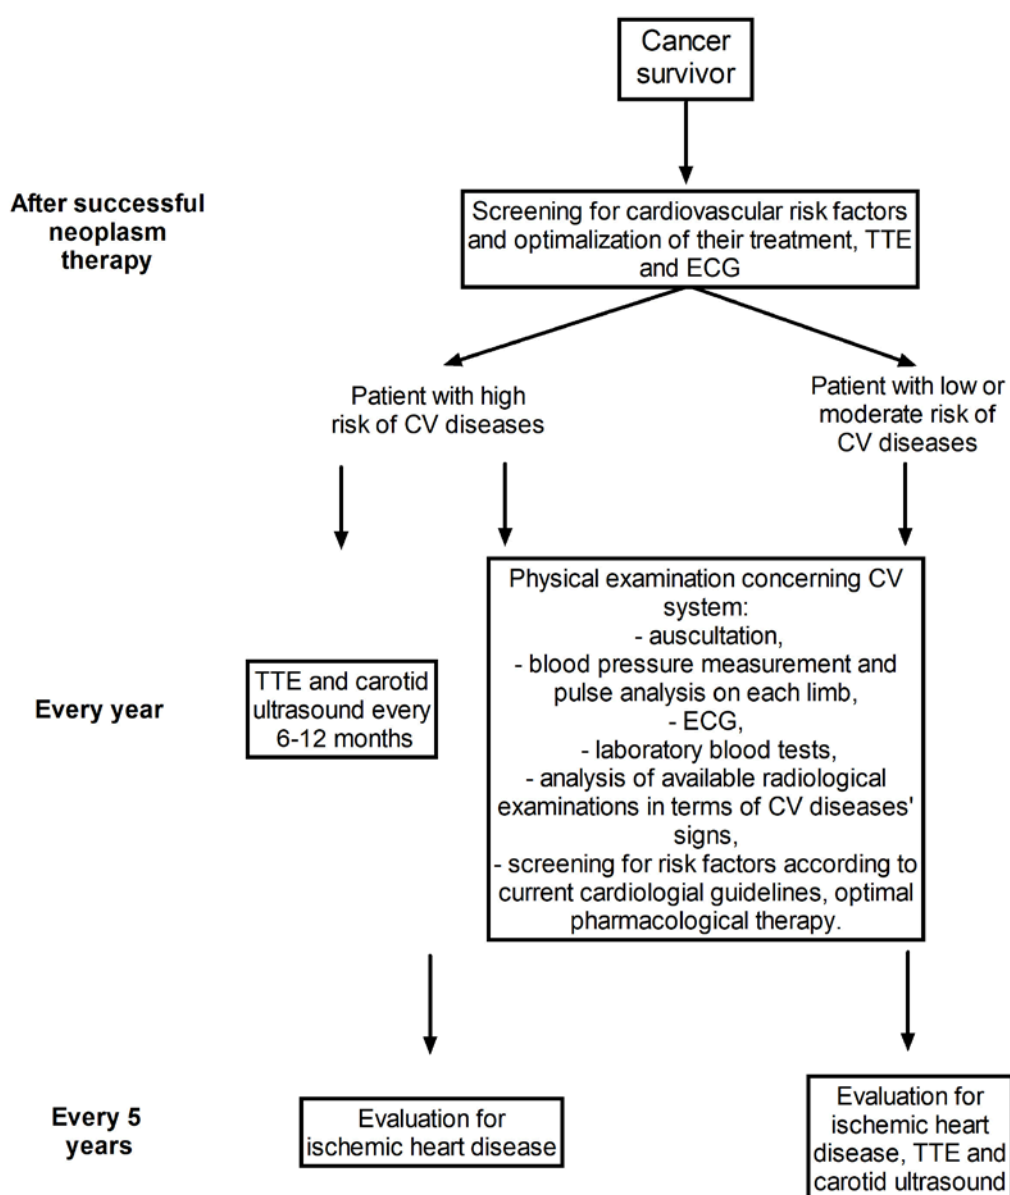 Cancer
survivor
After successful
neoplasm
therapy
Screening for cardiovascular risk factors
and optimalization of their treatment, TTE
and ECG
Patient with high
risk of CV diseases
Patient with low or
moderate risk of
CV diseases
Every year
TTE and carotid
ultrasound every
6-12 months
Physical examination concerning CV
system:
- auscultation,
- blood pressure measurement and
pulse analysis on each limb,
- ECG,
- laboratory blood tests,
- analysis of available radiological
examinations in terms of CV diseases'
signs,
- screening for risk factors according to
current cardiologial guidelines, optimal
pharmacological therapy.
Every 5
years
Evaluation for
ischemic heart disease
Evaluation for
ischemic heart
disease, TTE and
carotid ultrasound